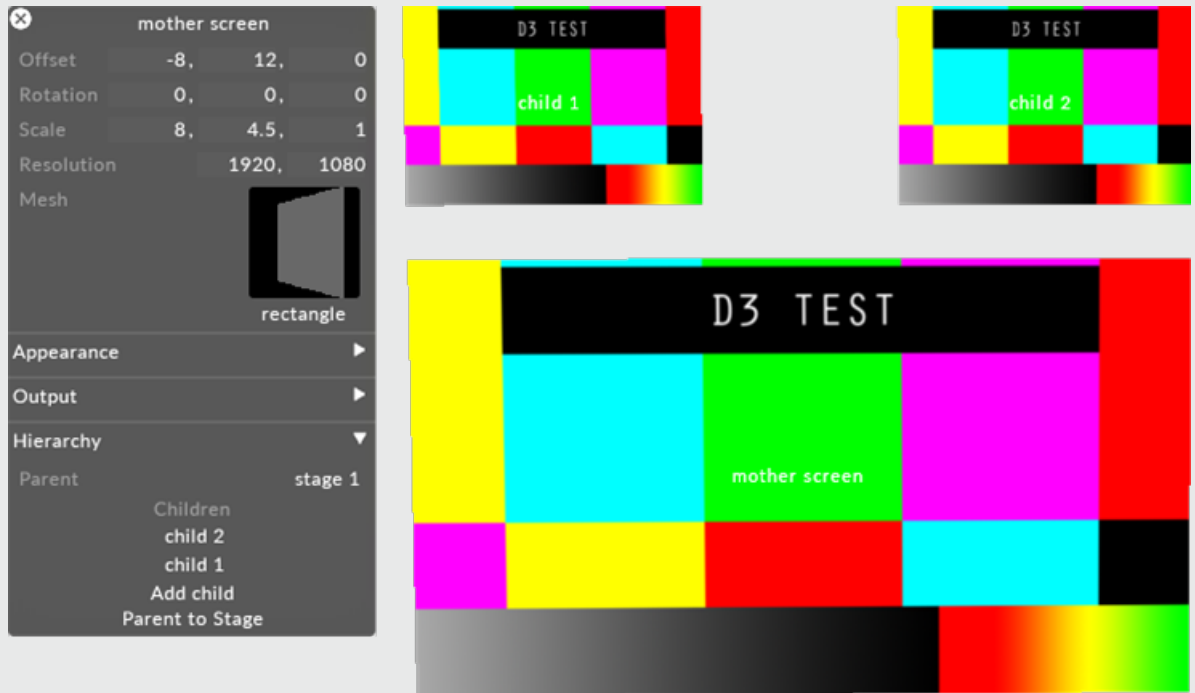 mother screen
Offset -8, 12, 0
Rotation 0, 0, 0
Scale 8, 4.5, 1
Resolution 1920, 1080
Mesh
rectangle
Appearance
Output
Hierarchy
Parent stage 1
Children
child 2
child 1
Add child
Parent to Stage
D3 TEST
child 1
D3 TEST
child 2
D3 TEST
mother screen